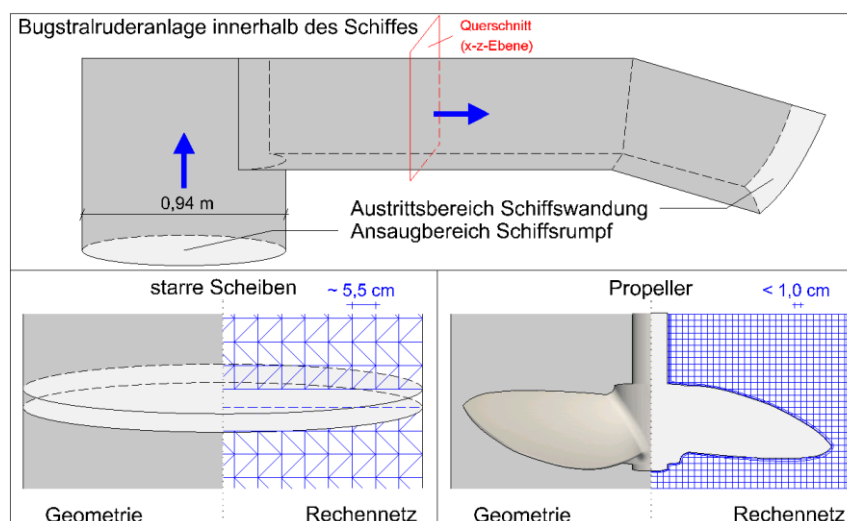 Bugstralruderanlage innerhalb des Schiffes
Querschnitt
(x-z-Ebene)
0,94 m
Austrittsbereich Schiffswandung
Ansaugbereich Schiffsrumpf
starre Scheiben
~ 5,5 cm
Geometrie
Rechennetz
Propeller
< 1,0 cm
Geometrie
Rechennetz